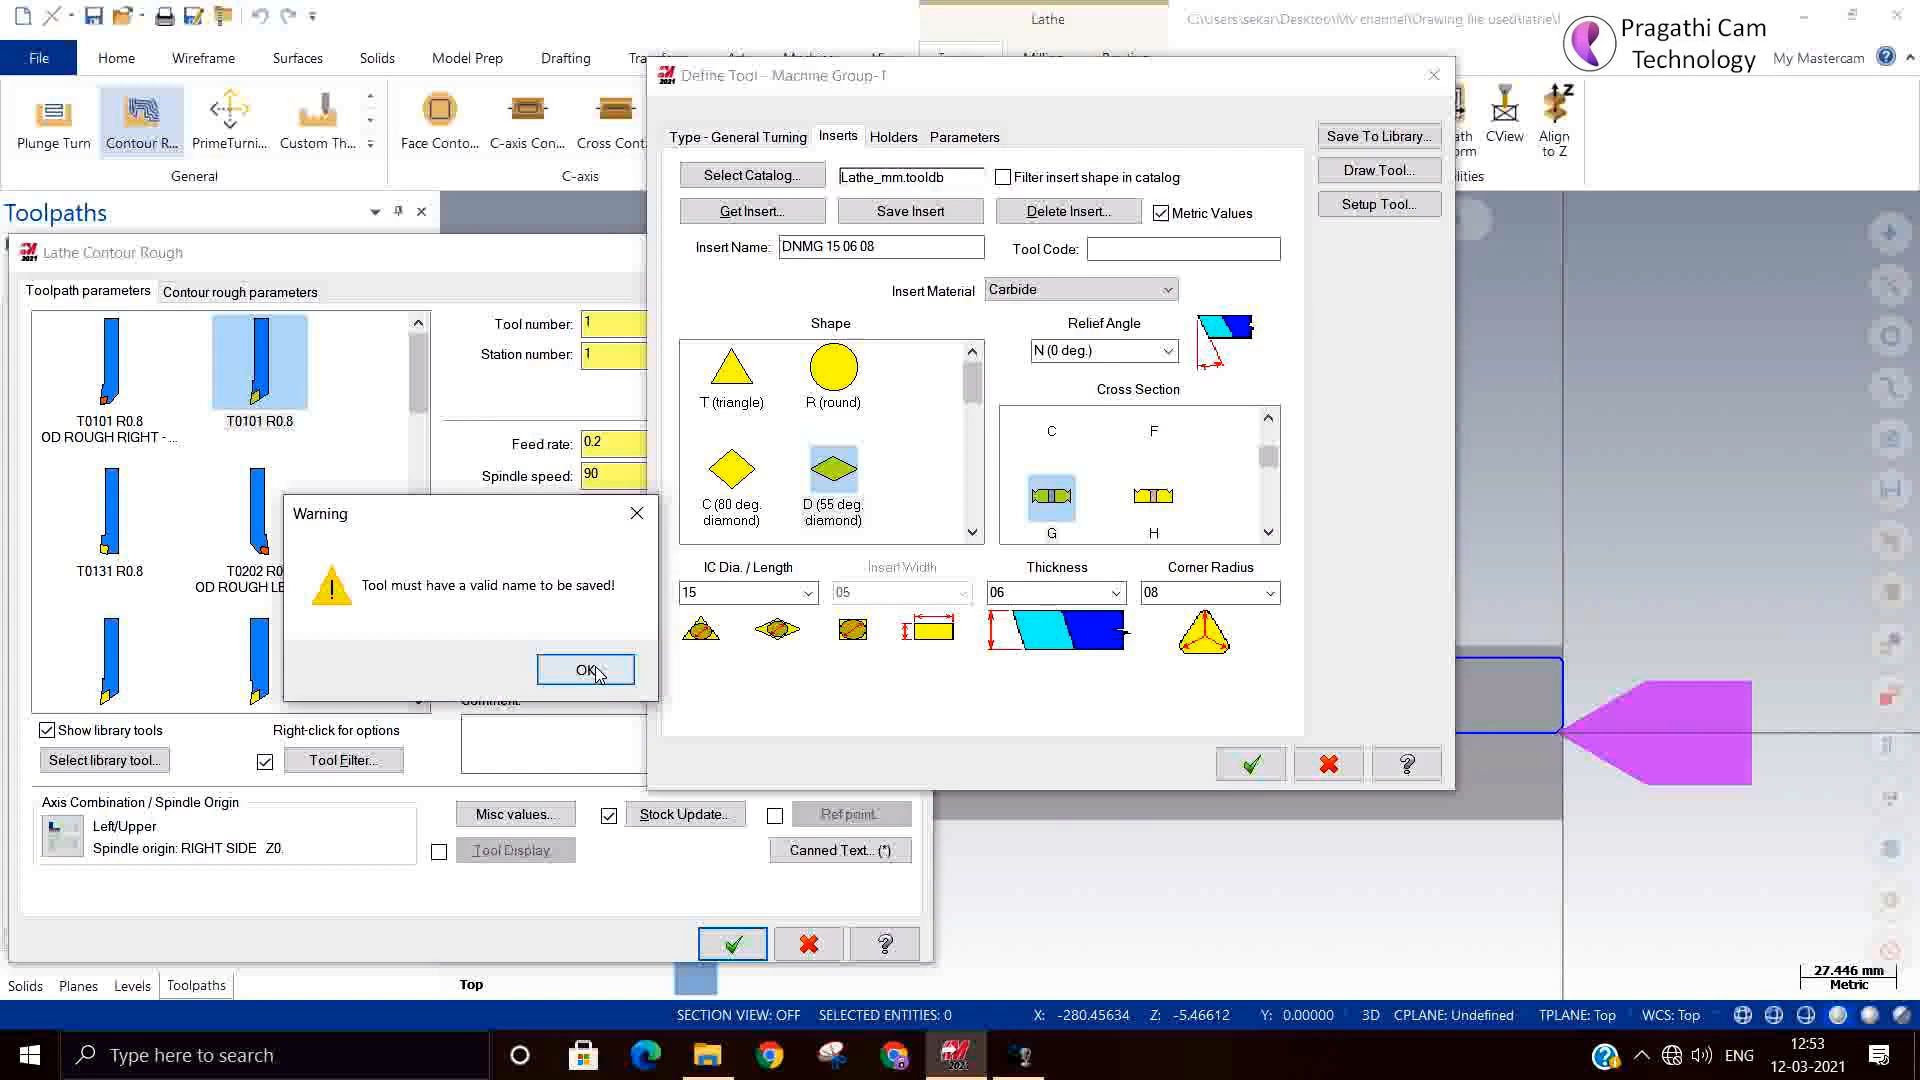 Lathe
Pragathi Cam
Technology
File
Home
Wireframe
Surfaces
Solids
Model Prep
Drafting
My Mastercam
Plunge Turn
Contour R...
PrimeTurni...
Custom Th...
Face Conto...
C-axis Con...
General
C-axis
CView
Align
to Z
Toolpaths
Define Tool - Machine Group-1
Type - General Turning
Inserts
Holders
Parameters
Save To Library...
Draw Tool...
Setup Tool...
Select Catalog...
Lathe_mm.tooldb
Filter insert shape in catalog
Get Insert...
Save Insert
Delete Insert...
Metric Values
Insert Name:
DNMG 15 06 08
Tool Code:
Insert Material
Carbide
Shape
T (triangle)
R (round)
C (80 deg.
diamond)
D (55 deg.
diamond)
Relief Angle
N (0 deg.)
Cross Section
C
F
G
H
IC Dia. / Length
Insert Width
Thickness
Corner Radius
15
05
06
08
Lathe Contour Rough
Toolpath parameters
Contour rough parameters
T0101 R0.8
OD ROUGH RIGHT - ...
T0101 R0.8
T0131 R0.8
Tool number:
1
Station number:
1
Feed rate:
0.2
Spindle speed:
90
Warning
Tool must have a valid name to be saved!
OK
Show library tools
Right-click for options
Select library tool...
Tool Filter...
Axis Combination / Spindle Origin
Left/Upper
Spindle origin: RIGHT SIDE Z0.
Misc values...
Stock Update...
Ref point.
Tool Display
Canned Text... (*)
Solids
Planes
Levels
Toolpaths
Top
27.446 mm
Metric
SECTION VIEW: OFF
SELECTED ENTITIES: 0
X: -280.45634
Z: -5.46612
Y: 0.00000
3D
CPLANE: Undefined
TPLANE: Top
WCS: Top
Type here to search
ENG
12:53
12-03-2021